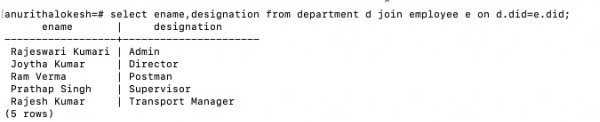 anurithalokesh=# select ename,designation from department d join employee e on d.did=e.did;
ename | designation
-----------------+---------------------
Rajeswari Kumari | Admin
Joytha Kumar | Director
Ram Verma | Postman
Prathap Singh | Supervisor
Rajesh Kumar | Transport Manager
(5 rows)